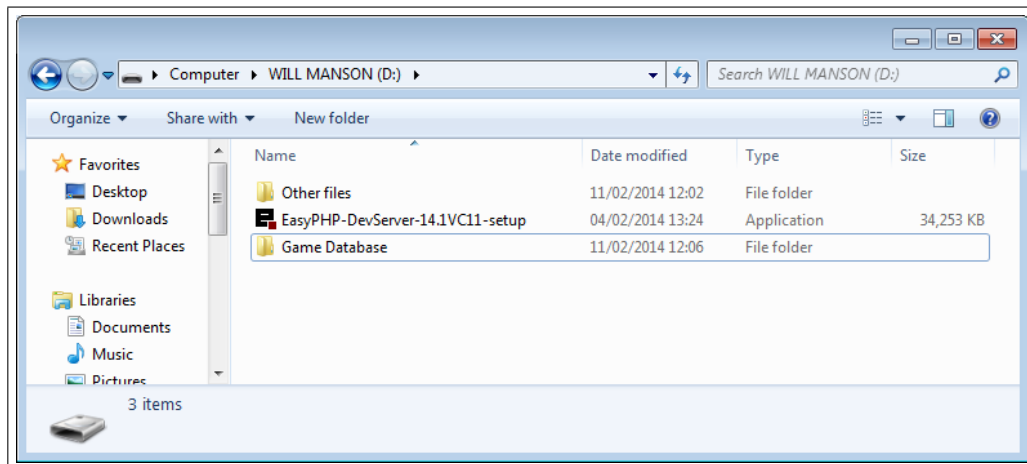 Computer WILL MANSON (D:) Search WILL MANSON (D:)
Organize Share with New folder
Favorites
Desktop
Downloads
Recent Places
Libraries
Documents
Music
Pictures
Name Date modified Type Size
Other files 11/02/2014 12:02 File folder
EasyPHP-DevServer-14.1VC11-setup 04/02/2014 13:24 Application 34,253 KB
Game Database 11/02/2014 12:06 File folder
3 items